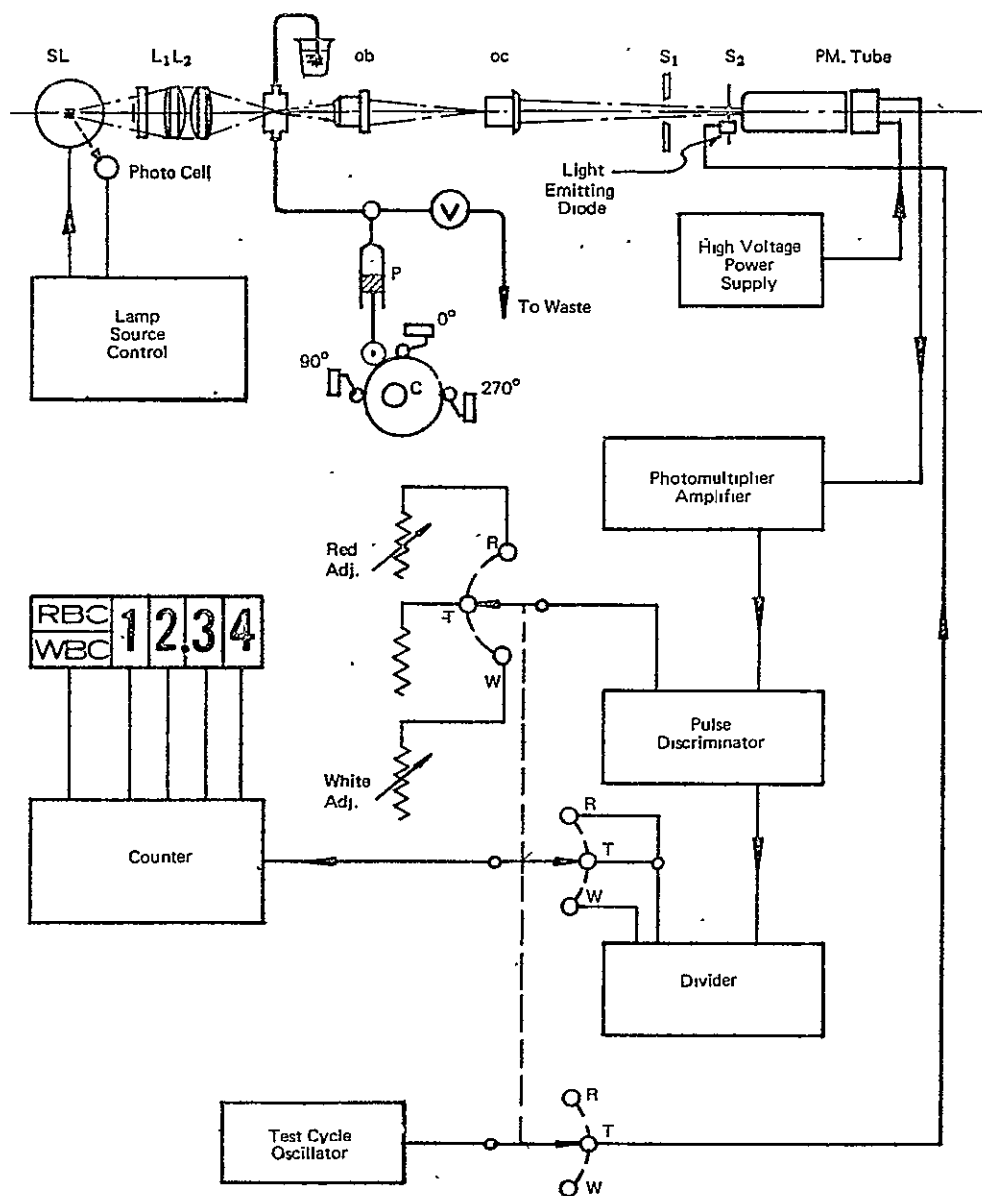 SL
L₁ L₂
ob
oc
S₁
S₂
PM. Tube
Photo Cell
Light
Emitting
Diode
High Voltage
Power
Supply
Lamp
Source
Control
P
V
To Waste
0°
90°
C
270°
Photomultiplier
Amplifier
Red
Adj.
R
T
W
RBC
WBC
1 2.3 4
Pulse
Discriminator
White
Adj.
Counter
R
T
W
Divider
Test Cycle
Oscillator
R
T
W